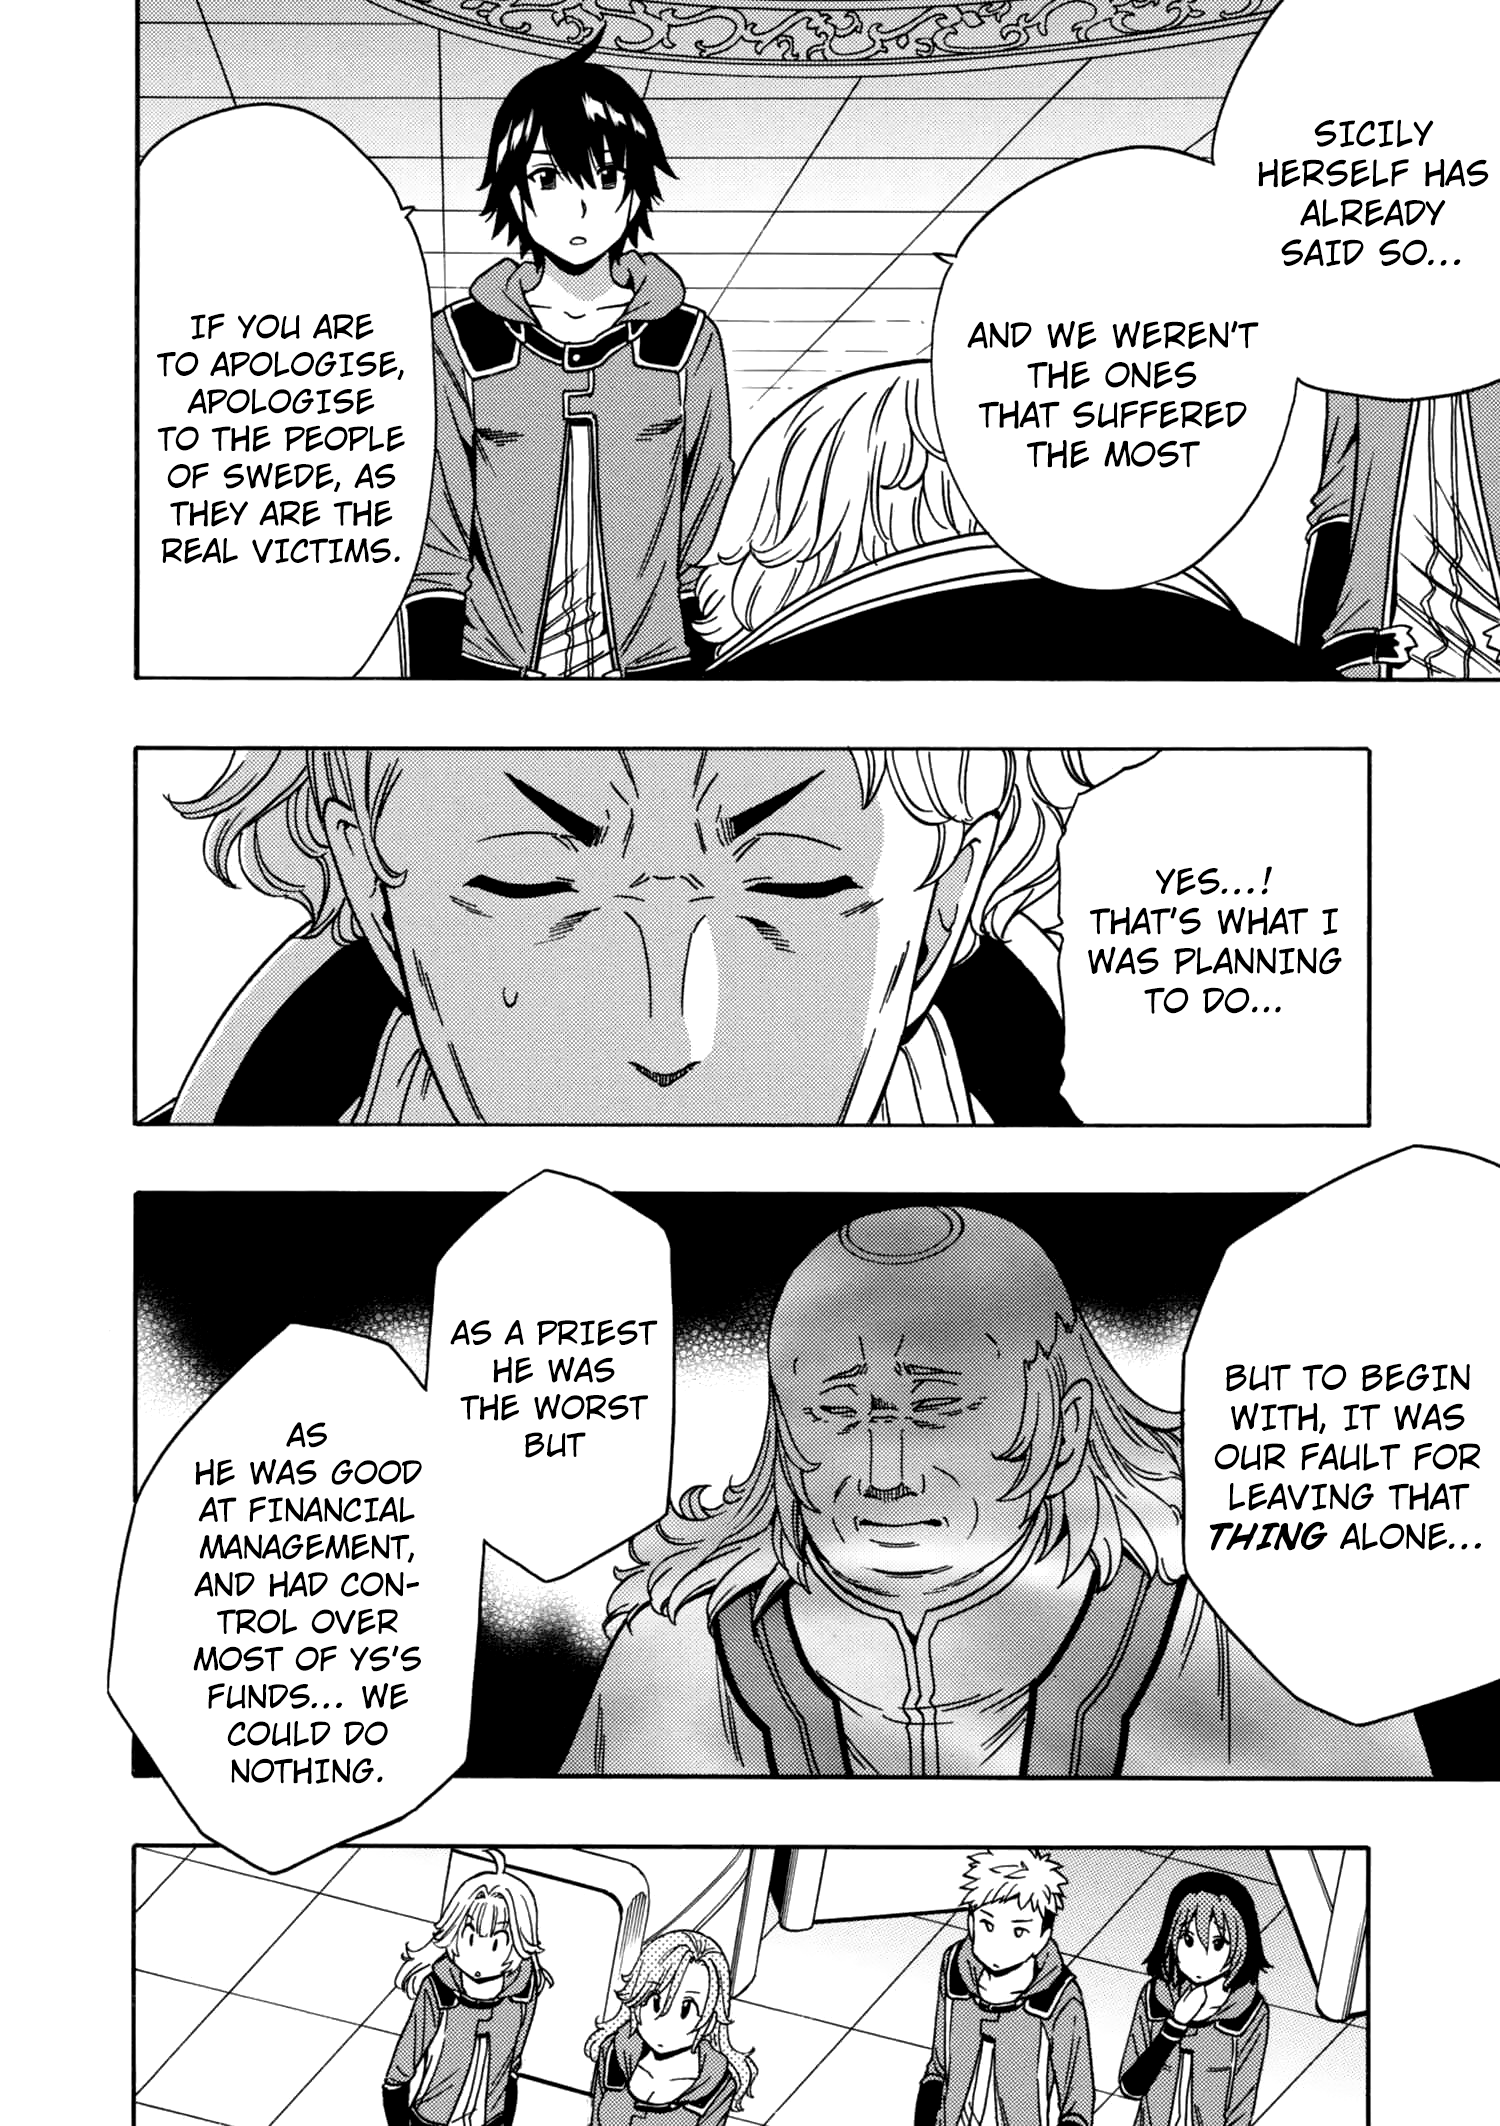 SICILY
HERSELF HAS
ALREADY
SAID SO...
AND WE WEREN'T
THE ONES
THAT SUFFERED
THE MOST
IF YOU ARE
TO APOLOGISE,
APOLOGISE
TO THE PEOPLE
OF SWEDE, AS
THEY ARE THE
REAL VICTIMS.
YES...!
THAT'S WHAT I
WAS PLANNING
TO DO...
BUT TO BEGIN
WITH, IT WAS
OUR FAULT FOR
LEAVING THAT
THING ALONE...
AS A PRIEST
HE WAS
THE WORST
BUT
AS
HE WAS GOOD
AT FINANCIAL
MANAGEMENT,
AND HAD CON-
TROL OVER
MOST OF YS'S
FUNDS... WE
COULD DO
NOTHING.